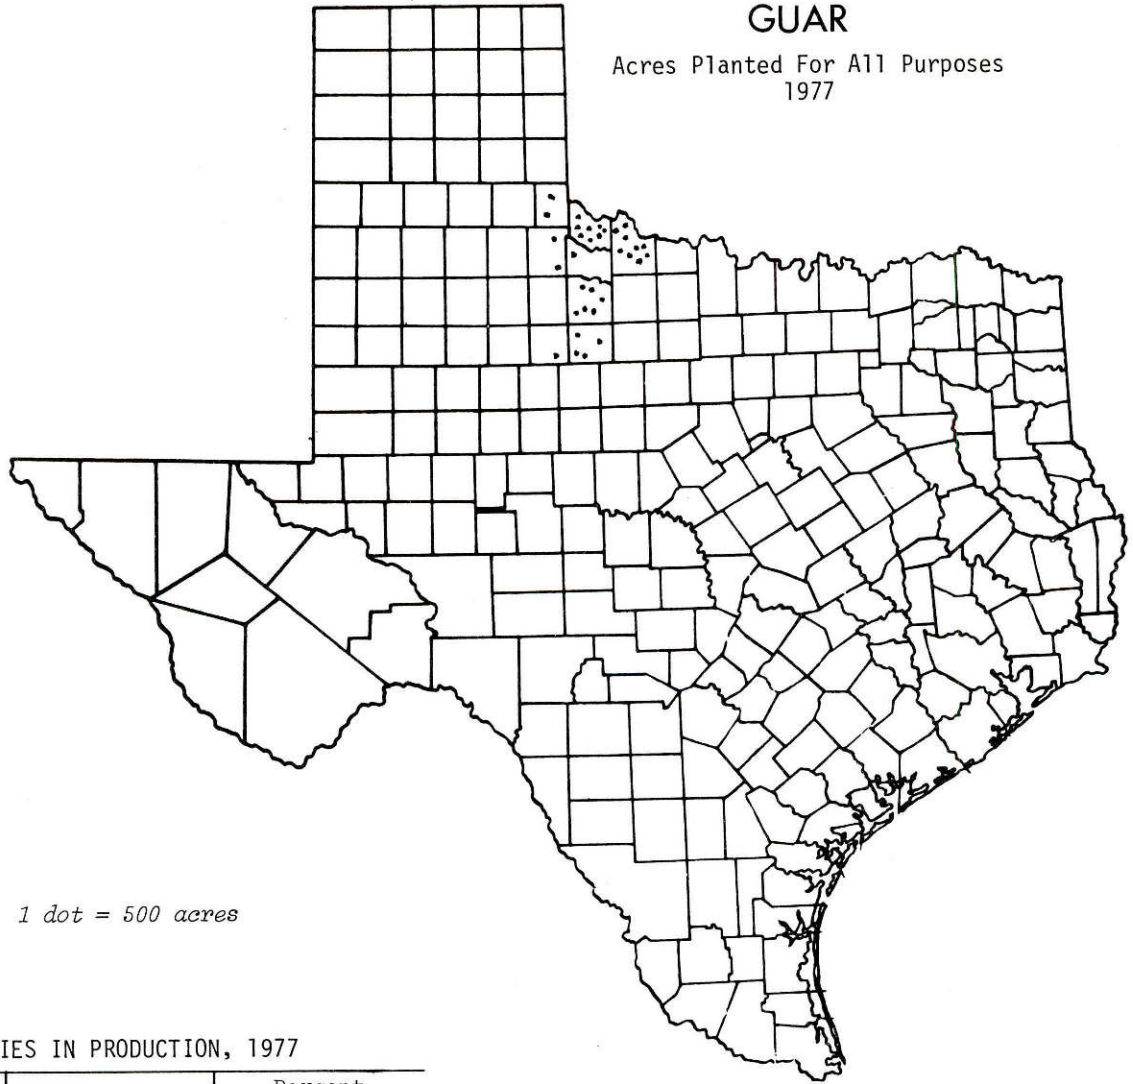 GUAR
Acres Planted For All Purposes
1977
1 dot = 500 acres
IES IN PRODUCTION, 1977